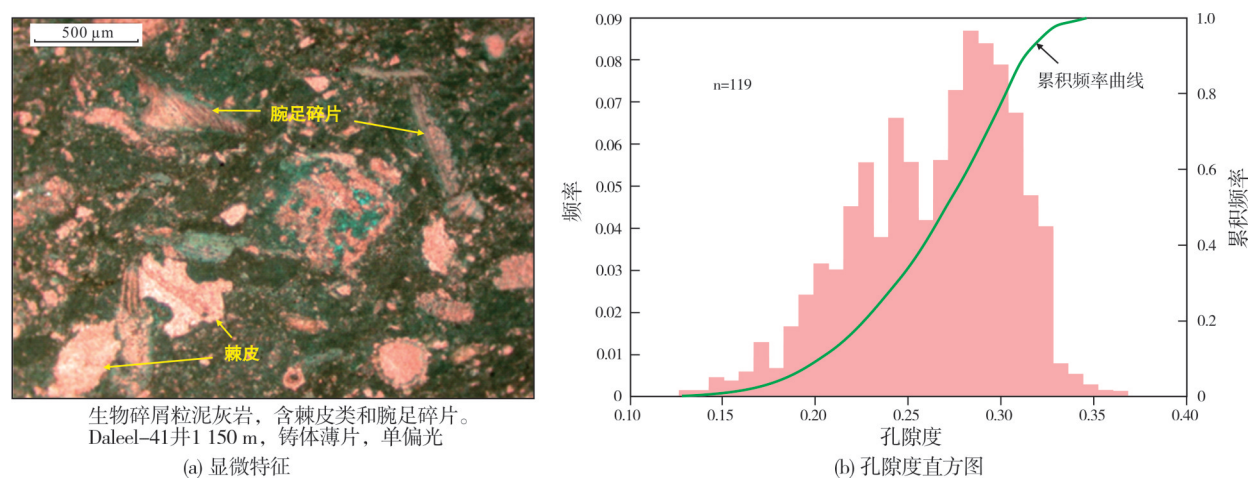 500 μm
腕足碎片
棘皮
生物碎屑粒泥灰岩，含棘皮类和腕足碎片。
Daleel-41井1 150 m，铸体薄片，单偏光
(a) 显微特征
0.09
0.08
0.07
0.06
0.05
0.04
0.03
0.02
0.01
0
频率
n=119
累积频率曲线
1.0
0.8
0.6
0.4
0.2
0
累积频率
0.10
0.15
0.20
0.25
0.30
0.35
0.40
孔隙度
(b) 孔隙度直方图